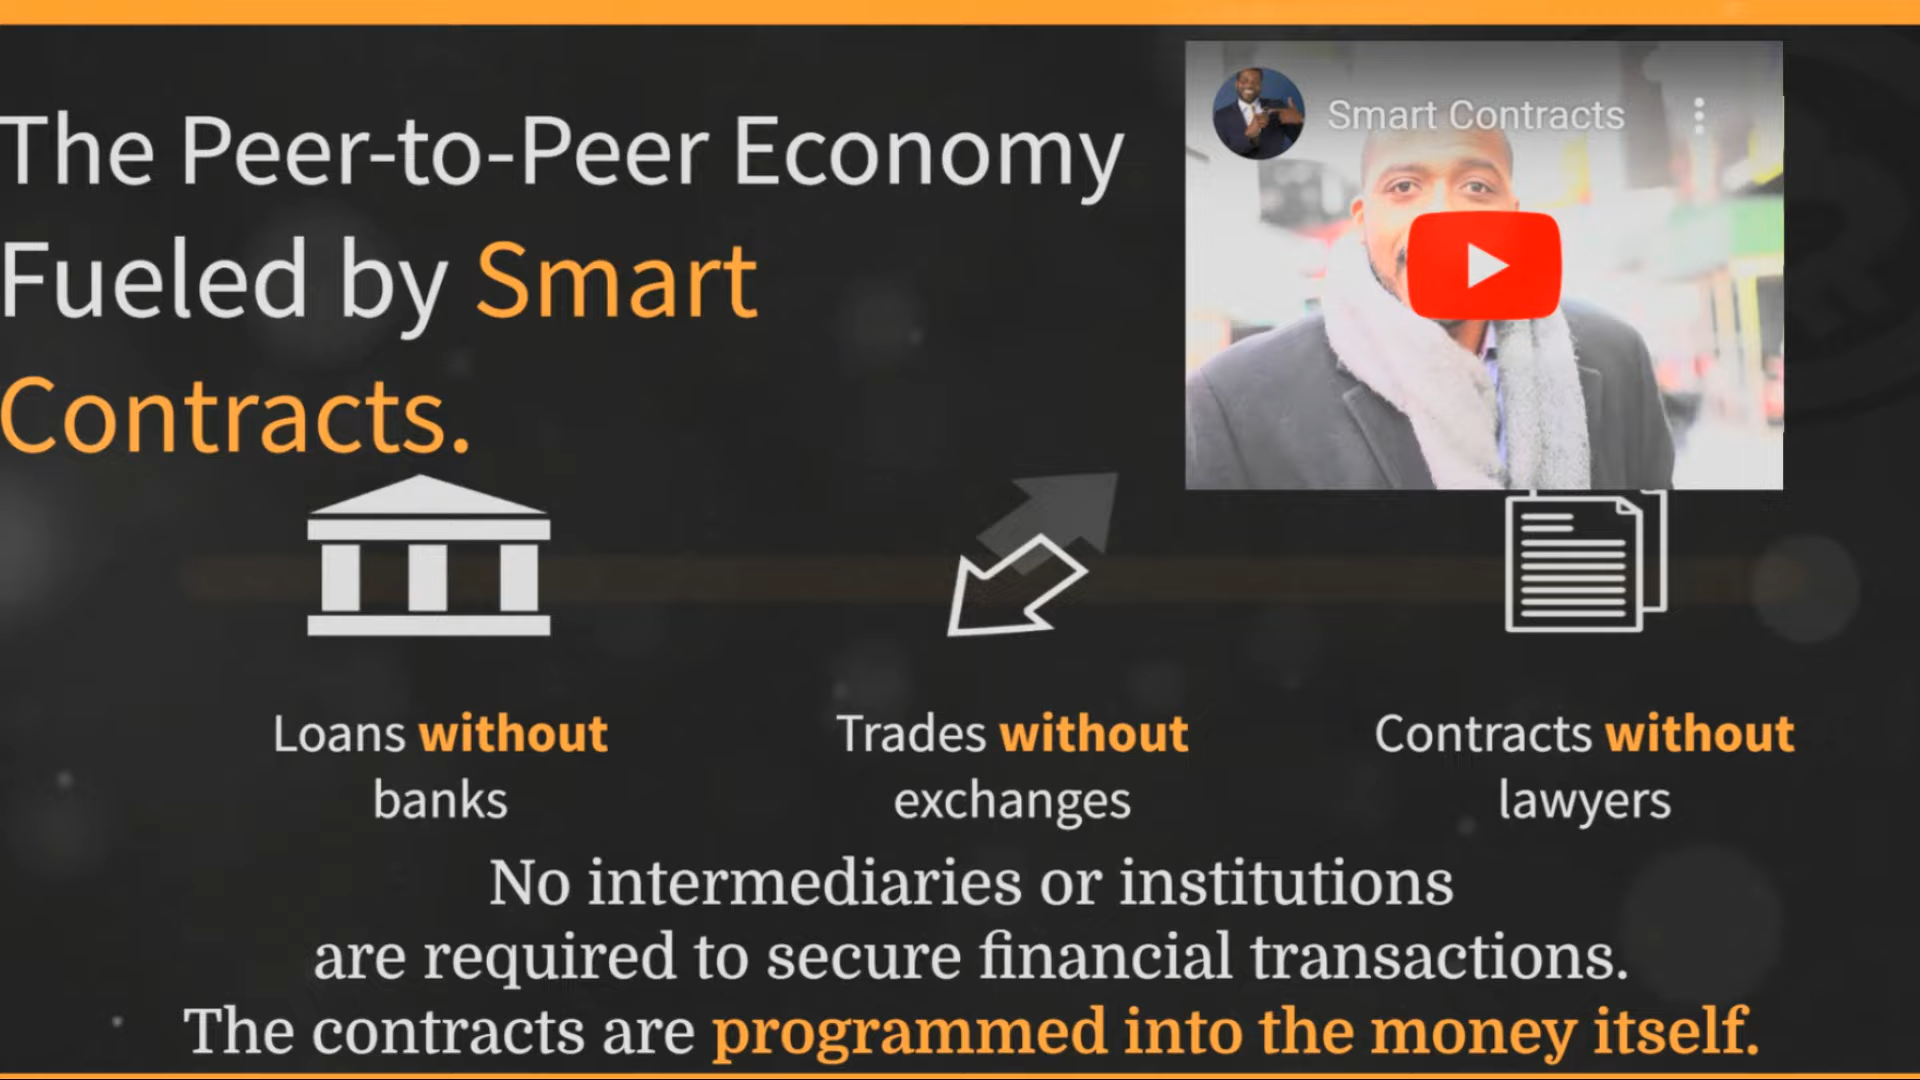 The Peer-to-Peer Economy
Fueled by Smart
Contracts.
Smart Contracts
Loans without
banks
Trades without
exchanges
Contracts without
lawyers
No intermediaries or institutions
are required to secure financial transactions.
The contracts are programmed into the money itself.